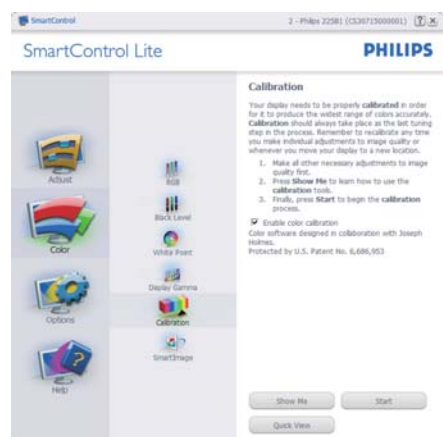 SmartControl
2 - Philips 225B1 (CS30715000001)
SmartControl Lite
PHILIPS
Adjust
Color
Options
Help
RGB
Black Level
White Point
Display Gamma
Calibration
SmartImage
Calibration
Your display needs to be properly calibrated in order
for it to produce the widest range of colors accurately.
Calibration should always take place as the last tuning
step in the process. Remember to recalibrate any time
you make individual adjustments to image quality or
whenever you move your display to a new location.
1. Make all other necessary adjustments to image
quality first.
2. Press Show Me to learn how to use the
calibration tools.
3. Finally, press Start to begin the calibration
process.
Enable color calibration
Color software designed in collaboration with Joseph
Holmes.
Protected by U.S. Patent No. 6,686,953
Show Me
Start
Quick View